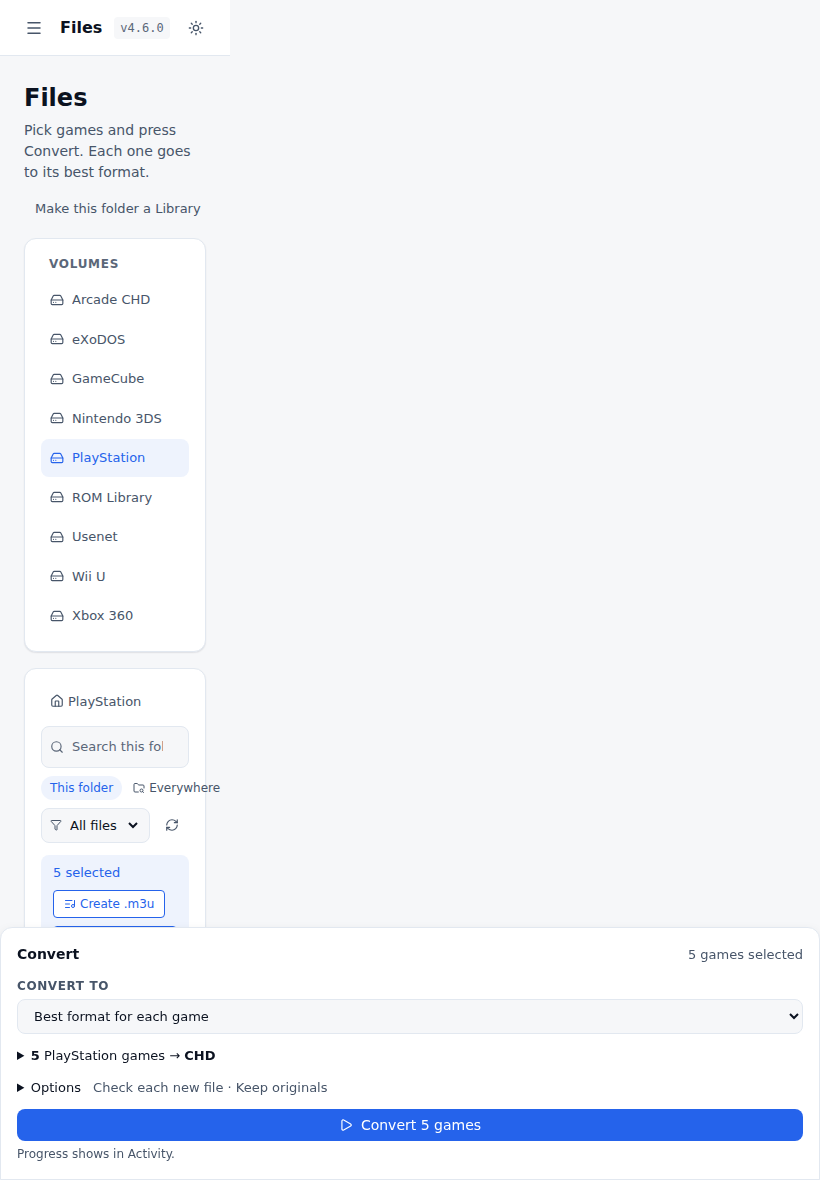 Files v4.6.0
Files
Pick games and press
Convert. Each one goes
to its best format.
Make this folder a Library
VOLUMES
Arcade CHD
eXoDOS
GameCube
Nintendo 3DS
PlayStation
ROM Library
Usenet
Wii U
Xbox 360
PlayStation
Search this fol
This folder Everywhere
All files
5 selected
Create .m3u
Convert 5 games selected
CONVERT TO
Best format for each game
5 PlayStation games → CHD
Options Check each new file · Keep originals
Convert 5 games
Progress shows in Activity.